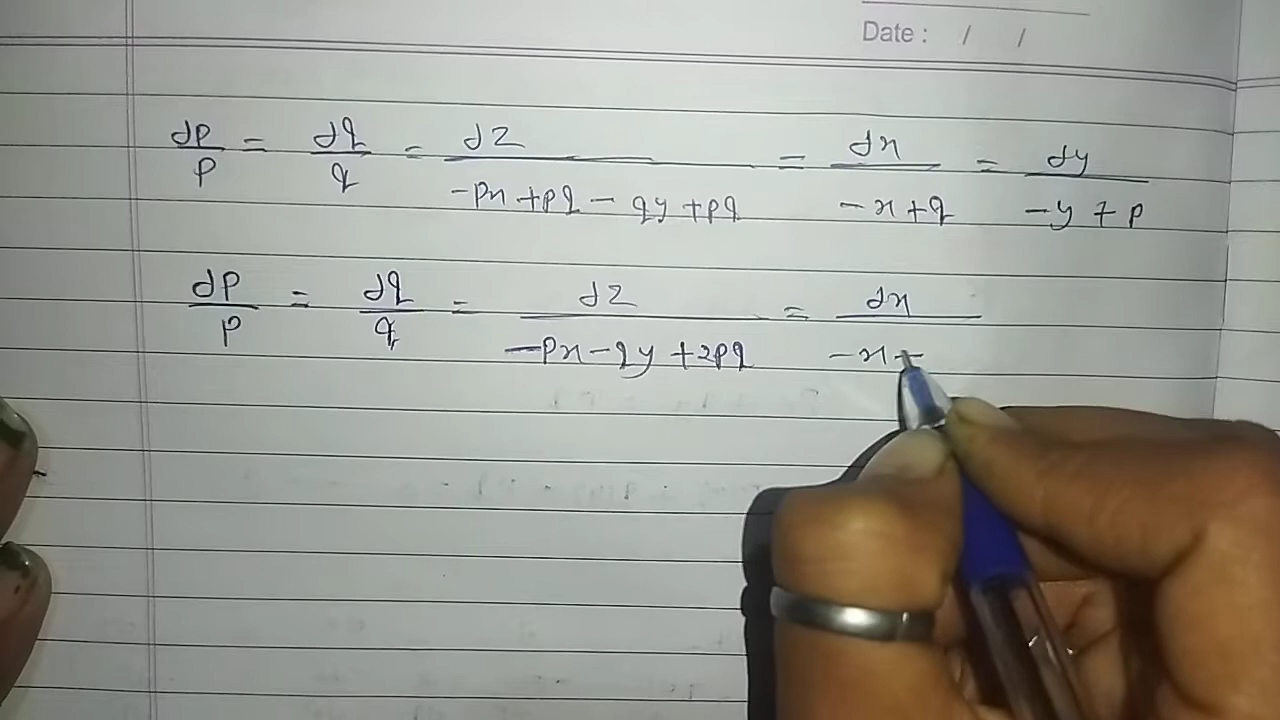 Date : / /
dp/p = dq/q = dz/(-px + pq - qy + pq) = dx/(-x + q) = dy/(-y + p)
dp/p = dq/q = dz/(-px - qy + 2pq) = dx/(-x +